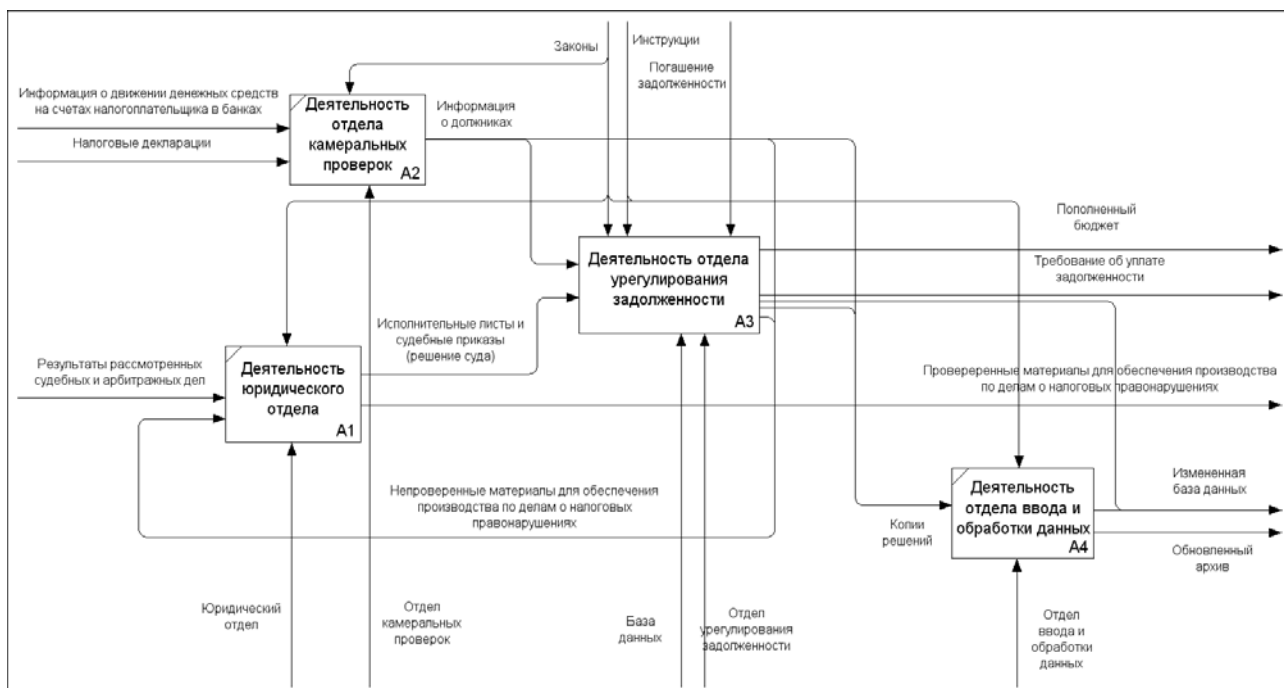 Законы
Инструкции
Погашение
задолженности
Информация о движении денежных средств
на счетах налогоплательщика в банках
Налоговые декларации
Деятельность
отдела
камеральных
проверок
A2
Информация
о должниках
Пополненный
бюджет
Требование об уплате
задолженности
Деятельность отдела
урегулирования
задолженности
A3
Исполнительные листы и
судебные приказы
(решение суда)
Результаты рассмотренных
судебных и арбитражных дел
Деятельность
юридического
отдела
A1
Проверернные материалы для обеспечения производства
по делам о налоговых правонарушениях
Непроверенные материалы для обеспечения
производства по делам о налоговых
правонарушениях
Копии
решений
Деятельность
отдела ввода и
обработки данных
A4
Измененная
база данных
Обновленный
архив
Юридический
отдел
Отдел
камеральных
проверок
База
данных
Отдел
урегулирования
задолженности
Отдел
ввода и
обработки
данных